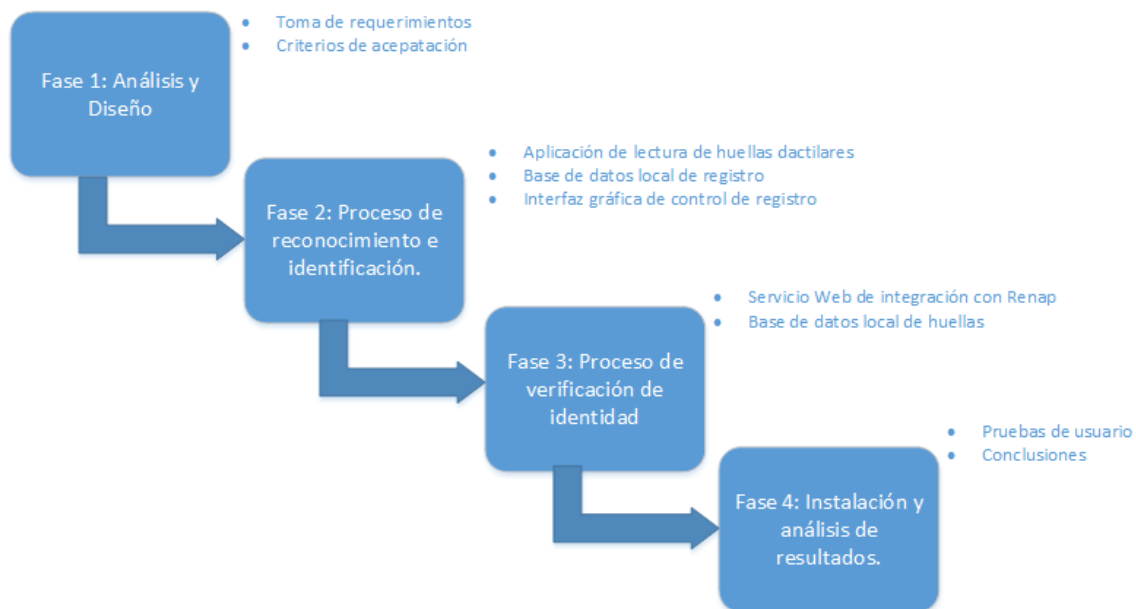 Fase 1: Análisis y
Diseño
• Toma de requerimientos
• Criterios de acepatación
Fase 2: Proceso de
reconocimiento e
identificación.
• Aplicación de lectura de huellas dactilares
• Base de datos local de registro
• Interfaz gráfica de control de registro
Fase 3: Proceso de
verificación de
identidad
• Servicio Web de integración con Renap
• Base de datos local de huellas
Fase 4: Instalación y
análisis de
resultados.
• Pruebas de usuario
• Conclusiones